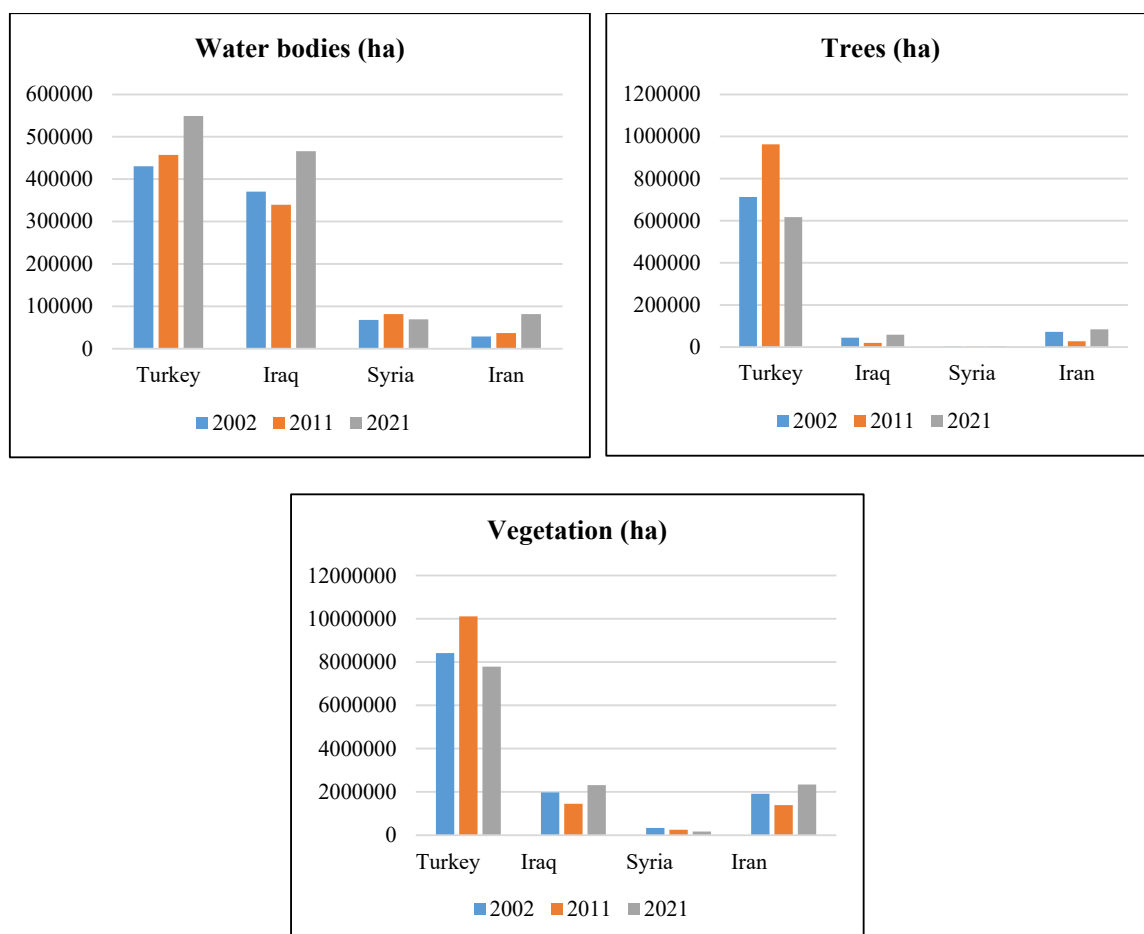 Water bodies (ha)
600000
500000
400000
300000
200000
100000
0
Turkey Iraq Syria Iran
2002 2011 2021
Trees (ha)
1200000
1000000
800000
600000
400000
200000
0
Turkey Iraq Syria Iran
2002 2011 2021
Vegetation (ha)
12000000
10000000
8000000
6000000
4000000
2000000
0
Turkey Iraq Syria Iran
2002 2011 2021